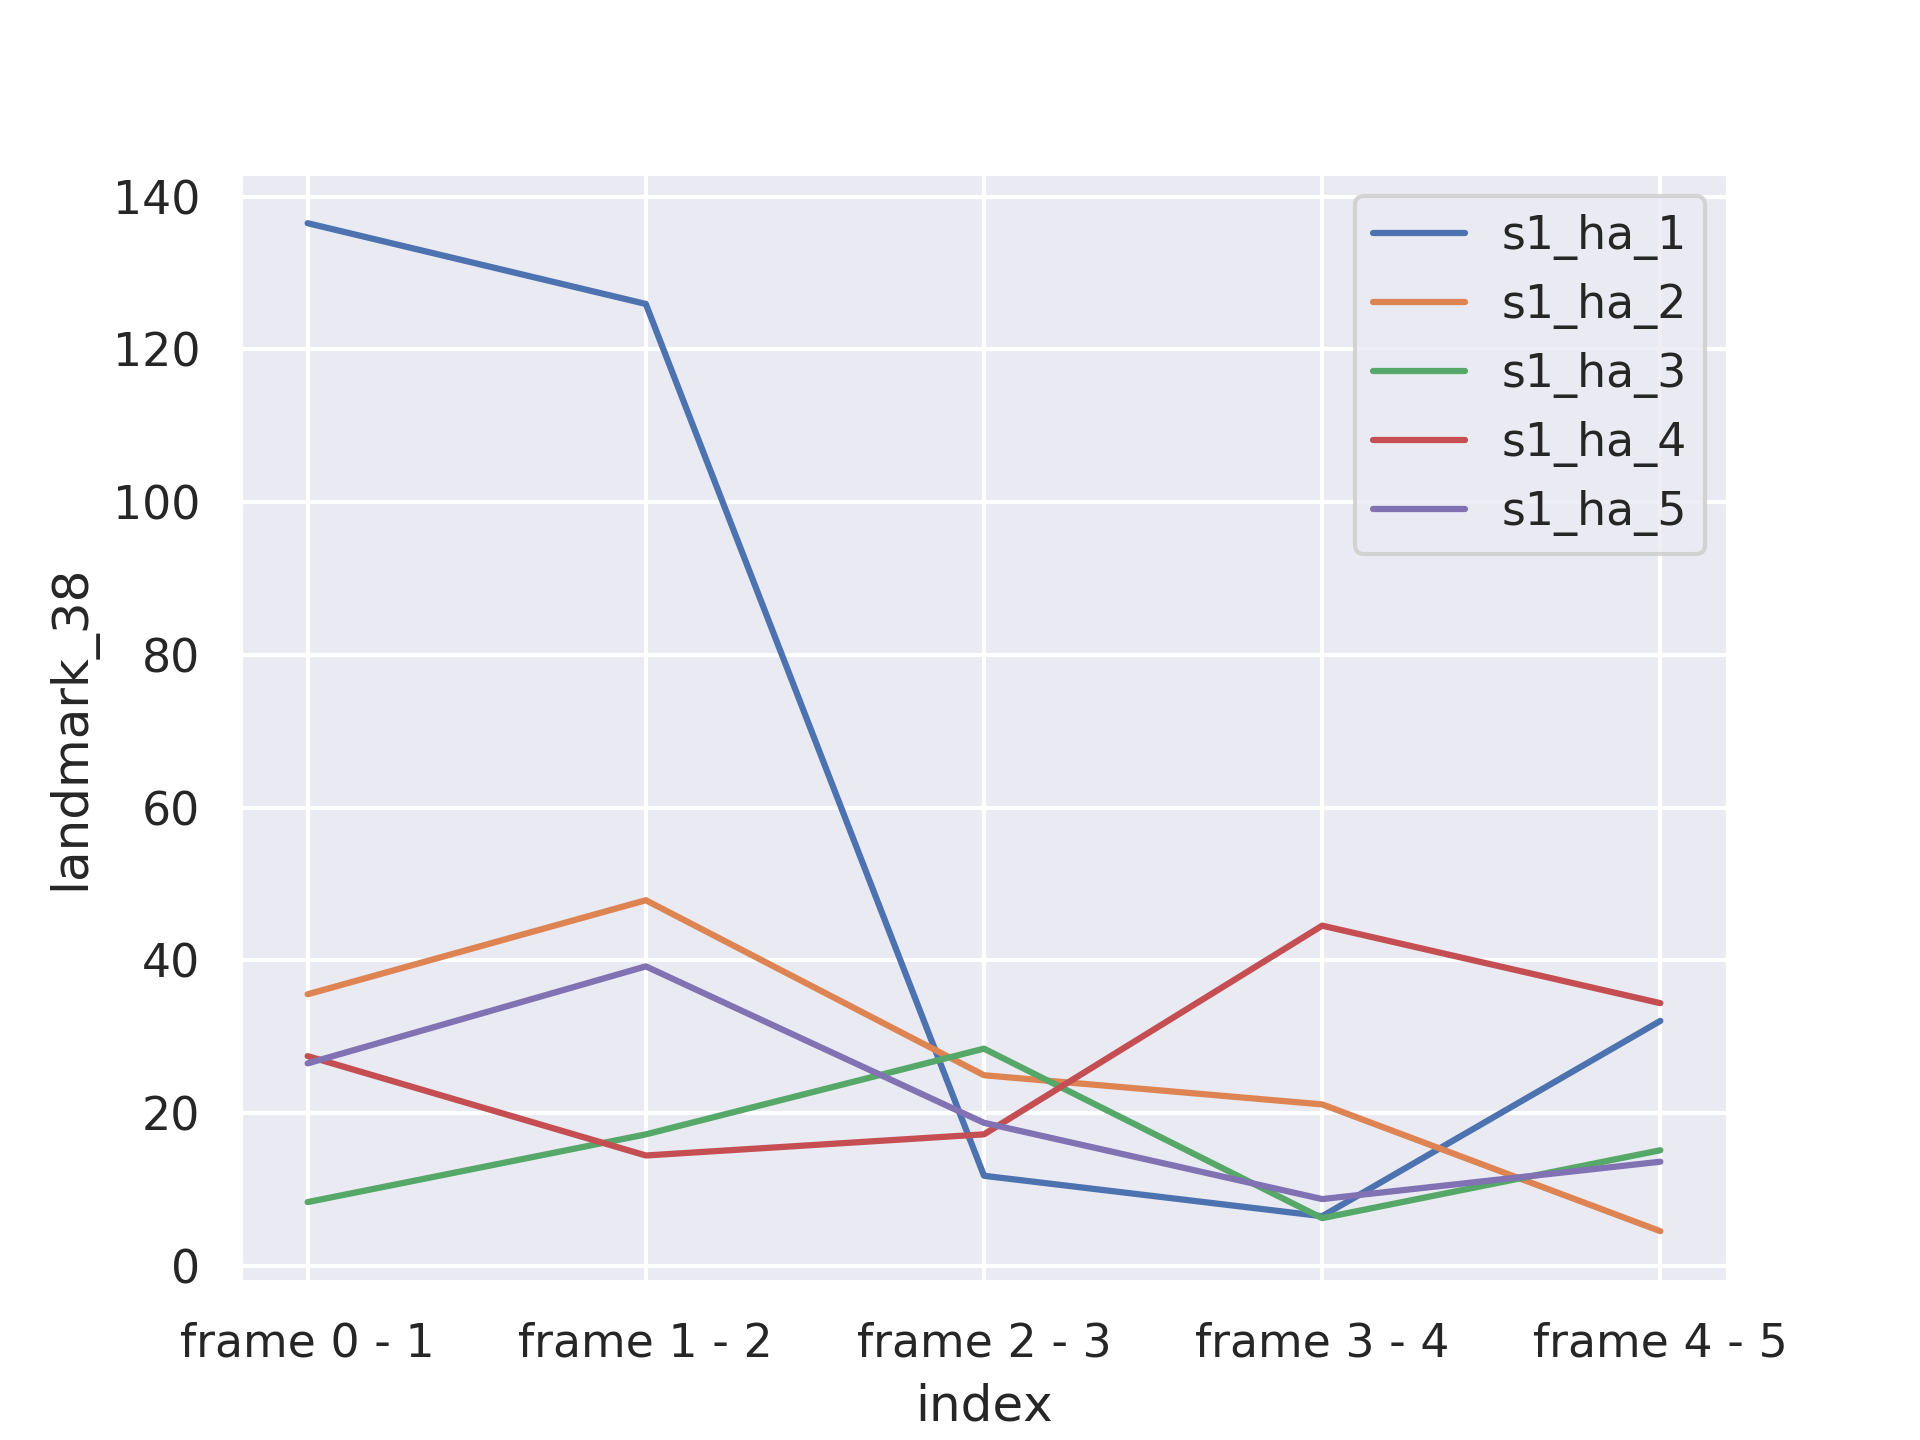 140
120
100
80
60
40
20
0
landmark_38
s1_ha_1
s1_ha_2
s1_ha_3
s1_ha_4
s1_ha_5
frame 0 - 1
frame 1 - 2
frame 2 - 3
frame 3 - 4
frame 4 - 5
index